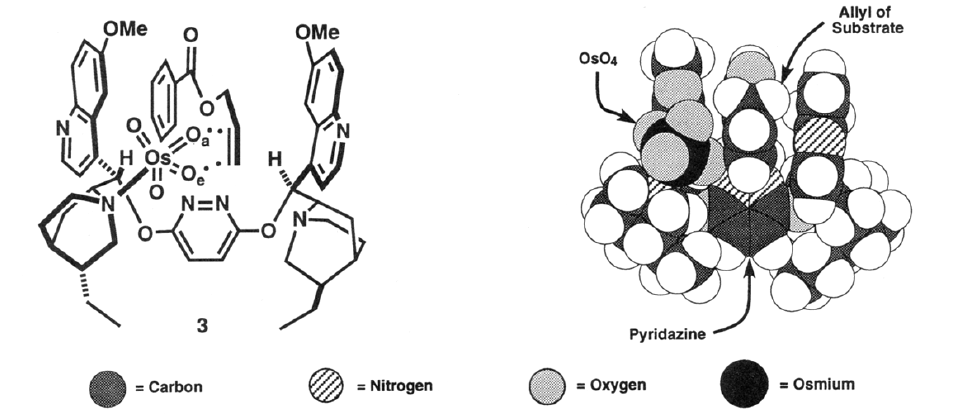 OMe
O
OMe
Allyl of
Substrate
OsO4
O
N
O
Oa
N
H
Os
H
Oe
O
N
N=N
N
O
O
3
Pyridazine
= Carbon
= Nitrogen
= Oxygen
= Osmium